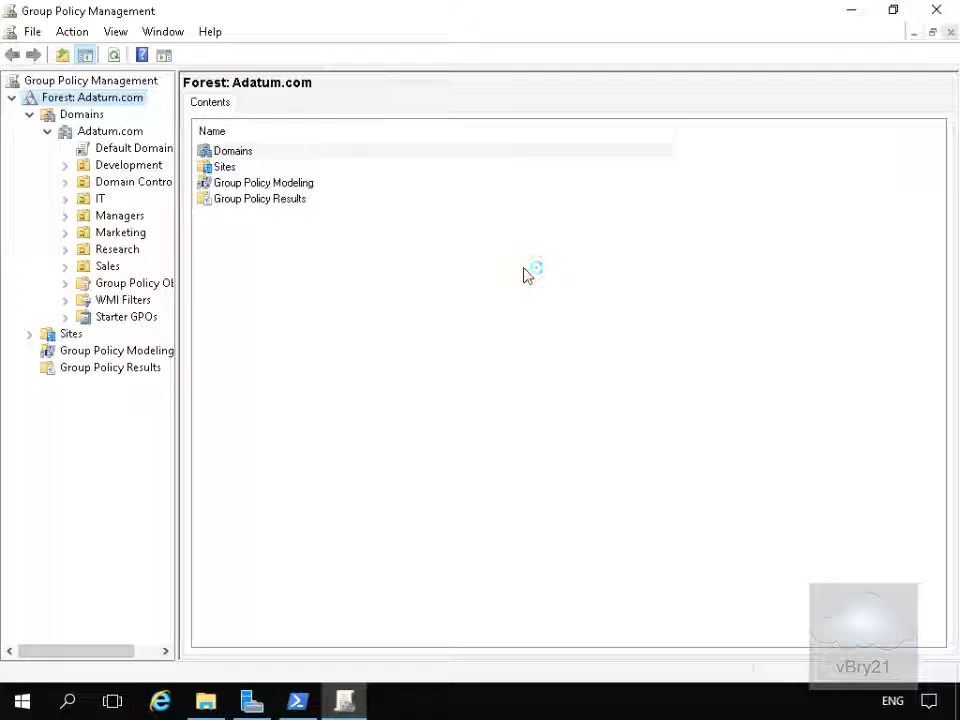 Group Policy Management
File Action View Window Help
Group Policy Management
Forest: Adatum.com
Domains
Adatum.com
Default Domain
Development
Domain Contro
IT
Managers
Marketing
Research
Sales
Group Policy Ob
WMI Filters
Starter GPOs
Sites
Group Policy Modeling
Group Policy Results
Forest: Adatum.com
Contents
Name
Domains
Sites
Group Policy Modeling
Group Policy Results
vBry21
ENG